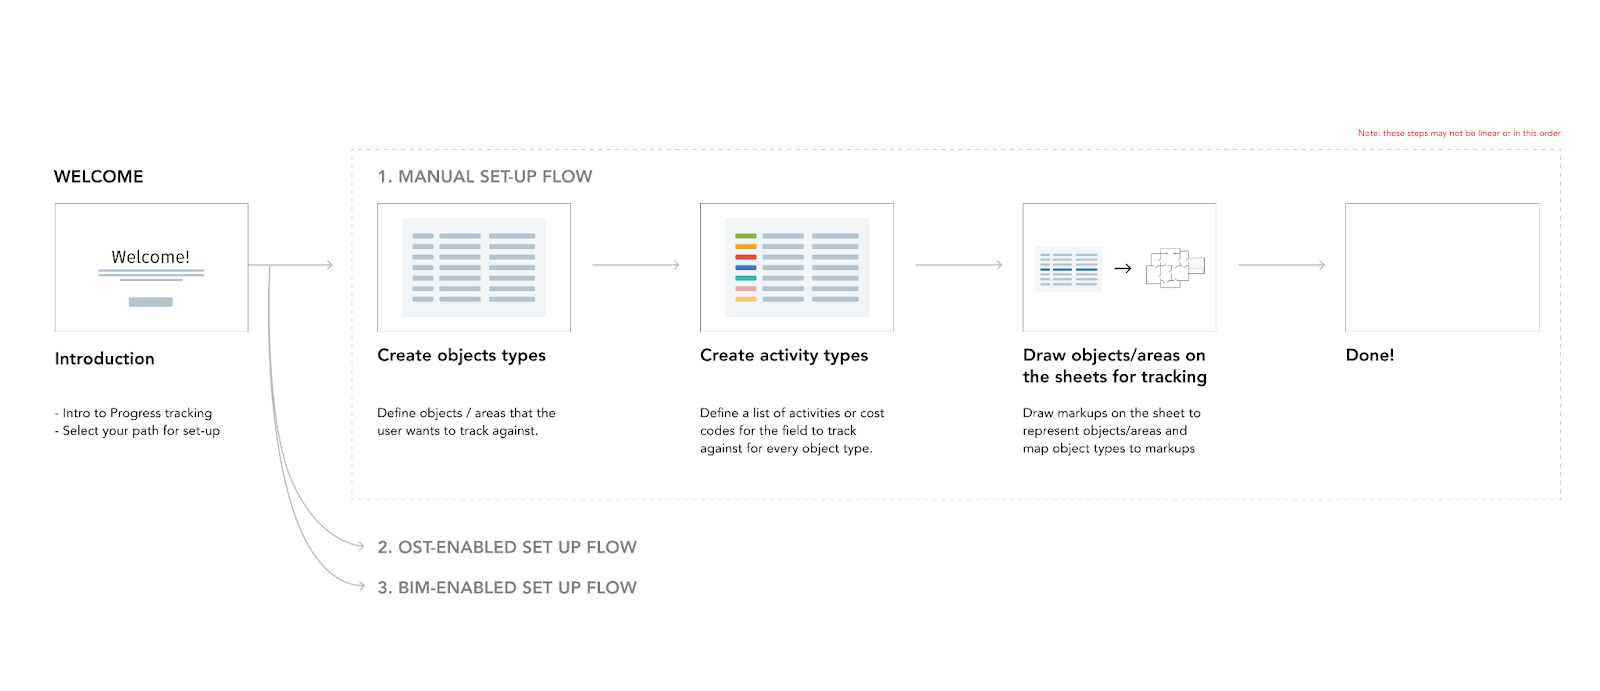 Note: these steps may not be linear or in this order
WELCOME
1. MANUAL SET-UP FLOW
Welcome!
Introduction
- Intro to Progress tracking
- Select your path for set-up
Create objects types
Define objects / areas that the
user wants to track against.
Create activity types
Define a list of activities or cost
codes for the field to track
against for every object type.
Draw objects/areas on
the sheets for tracking
Draw markups on the sheet to
represent objects/areas and
map object types to markups
Done!
2. OST-ENABLED SET UP FLOW
3. BIM-ENABLED SET UP FLOW